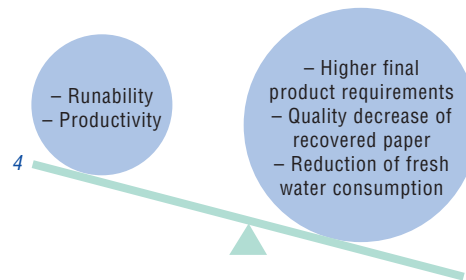 – Runability
– Productivity
– Higher final
product requirements
– Quality decrease of
recovered paper
– Reduction of fresh
water consumption
4